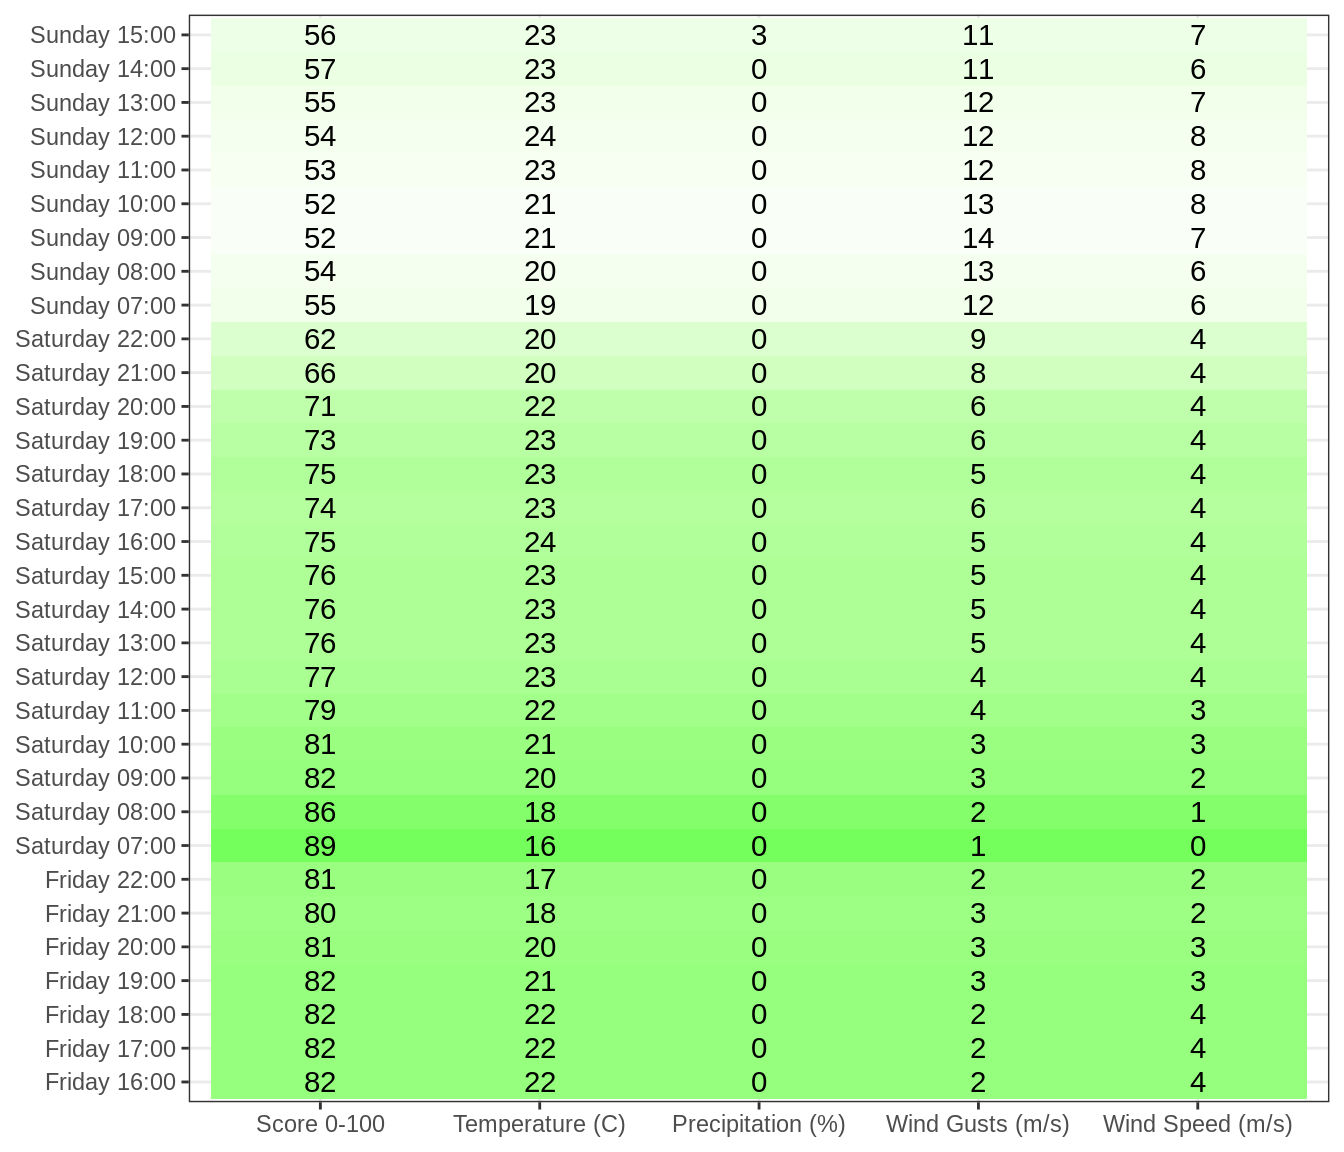 Sunday 15:00 56 23 3 11 7
Sunday 14:00 57 23 0 11 6
Sunday 13:00 55 23 0 12 7
Sunday 12:00 54 24 0 12 8
Sunday 11:00 53 23 0 12 8
Sunday 10:00 52 21 0 13 8
Sunday 09:00 52 21 0 14 7
Sunday 08:00 54 20 0 13 6
Sunday 07:00 55 19 0 12 6
Saturday 22:00 62 20 0 9 4
Saturday 21:00 66 20 0 8 4
Saturday 20:00 71 22 0 6 4
Saturday 19:00 73 23 0 6 4
Saturday 18:00 75 23 0 5 4
Saturday 17:00 74 23 0 6 4
Saturday 16:00 75 24 0 5 4
Saturday 15:00 76 23 0 5 4
Saturday 14:00 76 23 0 5 4
Saturday 13:00 76 23 0 5 4
Saturday 12:00 77 23 0 4 4
Saturday 11:00 79 22 0 4 3
Saturday 10:00 81 21 0 3 3
Saturday 09:00 82 20 0 3 2
Saturday 08:00 86 18 0 2 1
Saturday 07:00 89 16 0 1 0
Friday 22:00 81 17 0 2 2
Friday 21:00 80 18 0 3 2
Friday 20:00 81 20 0 3 3
Friday 19:00 82 21 0 3 3
Friday 18:00 82 22 0 2 4
Friday 17:00 82 22 0 2 4
Friday 16:00 82 22 0 2 4
Score 0-100 Temperature (C) Precipitation (%) Wind Gusts (m/s) Wind Speed (m/s)